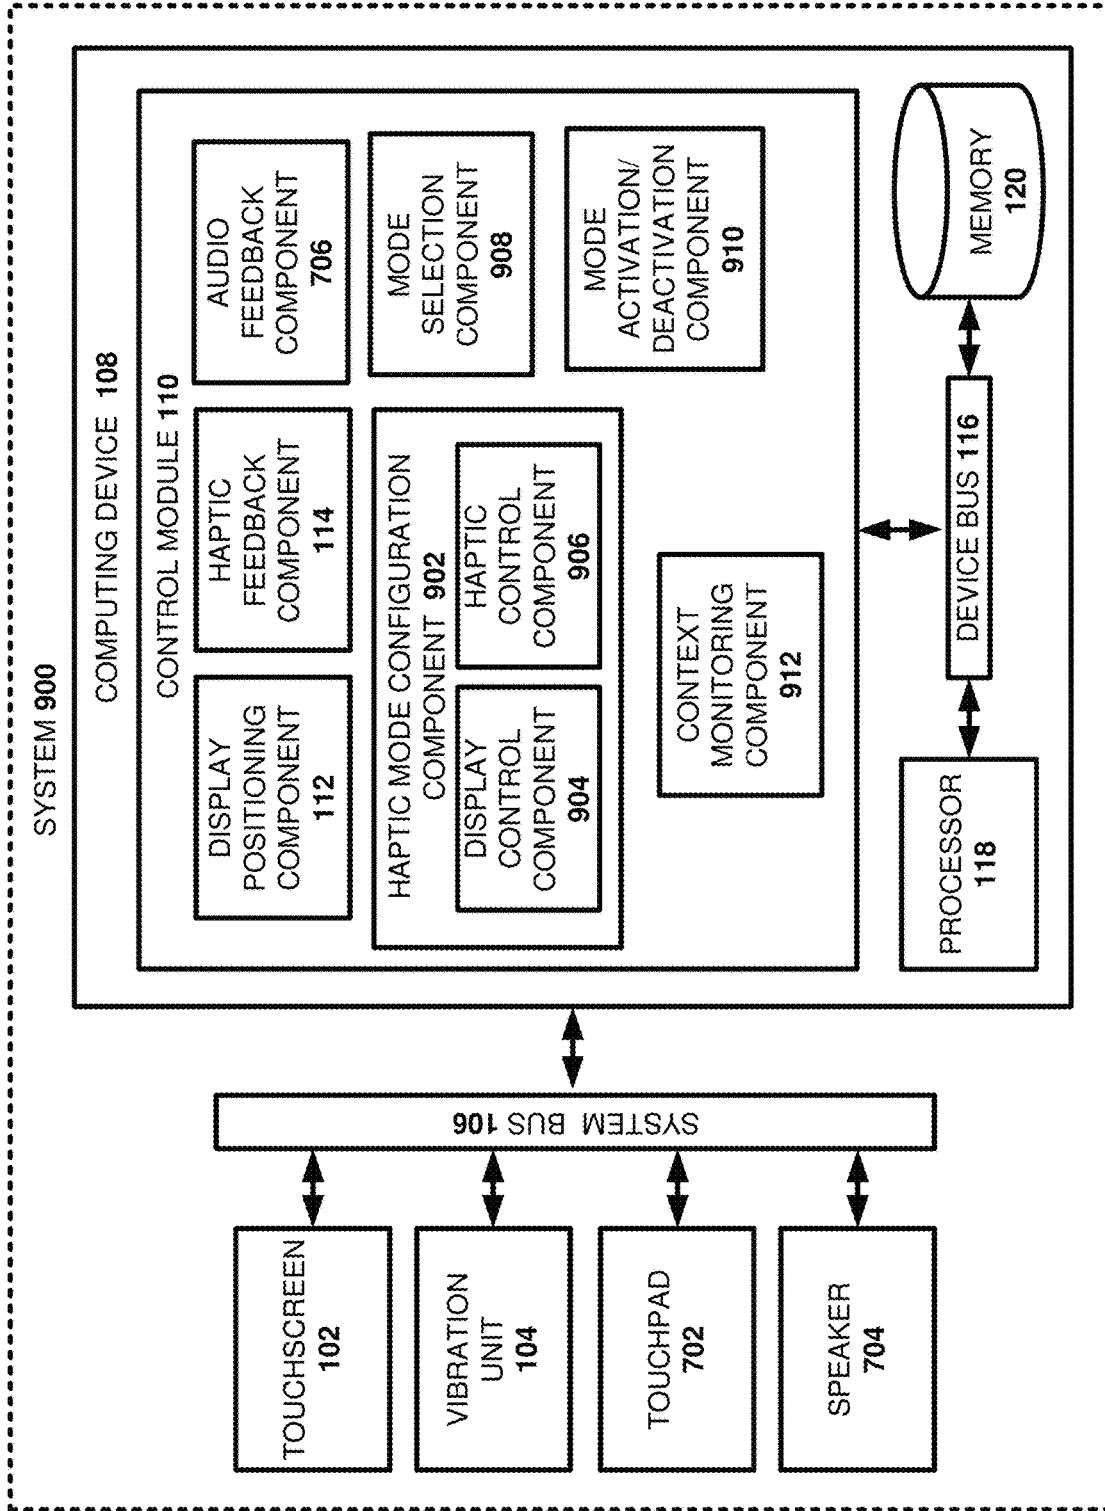 SYSTEM 900
COMPUTING DEVICE 108
CONTROL MODULE 110
DISPLAY
POSITIONING
COMPONENT
112
HAPTIC
FEEDBACK
COMPONENT
114
AUDIO
FEEDBACK
COMPONENT
706
HAPTIC MODE CONFIGURATION
COMPONENT 902
DISPLAY
CONTROL
COMPONENT
904
HAPTIC
CONTROL
COMPONENT
906
MODE
SELECTION
COMPONENT
908
MODE
ACTIVATION/
DEACTIVATION
COMPONENT
910
CONTEXT
MONITORING
COMPONENT
912
PROCESSOR
118
DEVICE BUS 116
MEMORY
120
SYSTEM BUS 106
TOUCHSCREEN
102
VIBRATION
UNIT
104
TOUCHPAD
702
SPEAKER
704